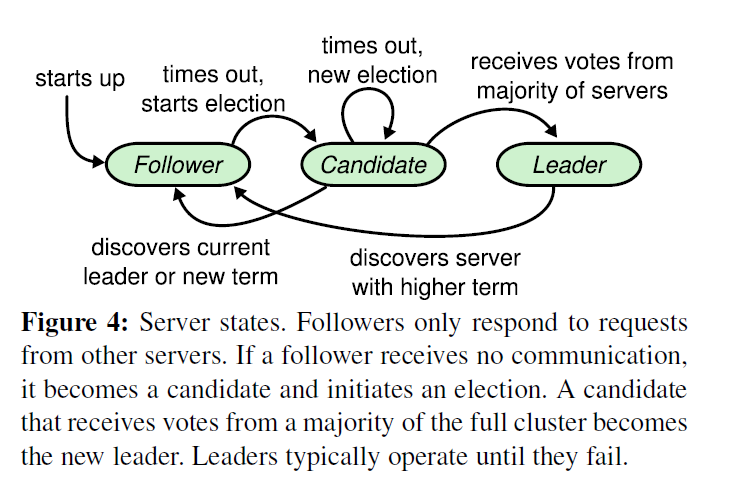 times out,
new election
receives votes from
majority of servers
starts up
times out,
starts election
Follower
Candidate
Leader
discovers current
leader or new term
discovers server
with higher term
Figure 4: Server states. Followers only respond to requests
from other servers. If a follower receives no communication,
it becomes a candidate and initiates an election. A candidate
that receives votes from a majority of the full cluster becomes
the new leader. Leaders typically operate until they fail.